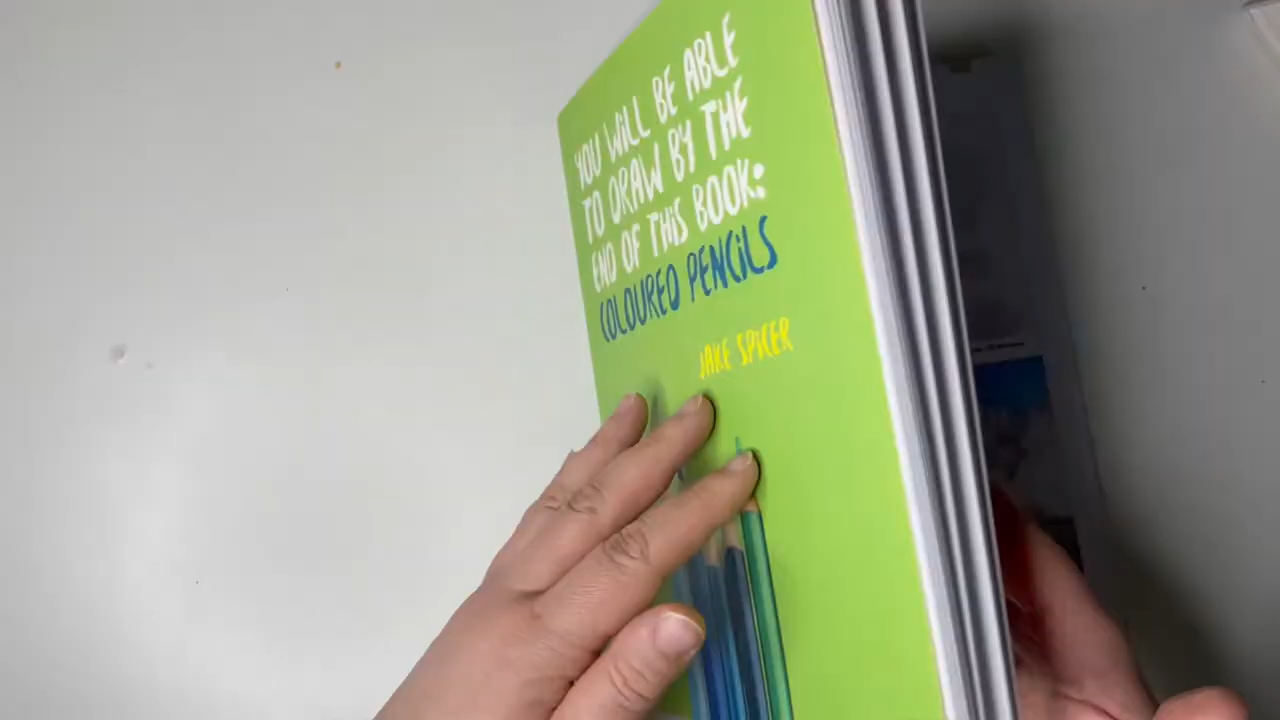 YOU WILL BE ABLE
TO DRAW BY THE
END OF THIS BOOK:
COLOURED PENCILS
JAKE SPICER